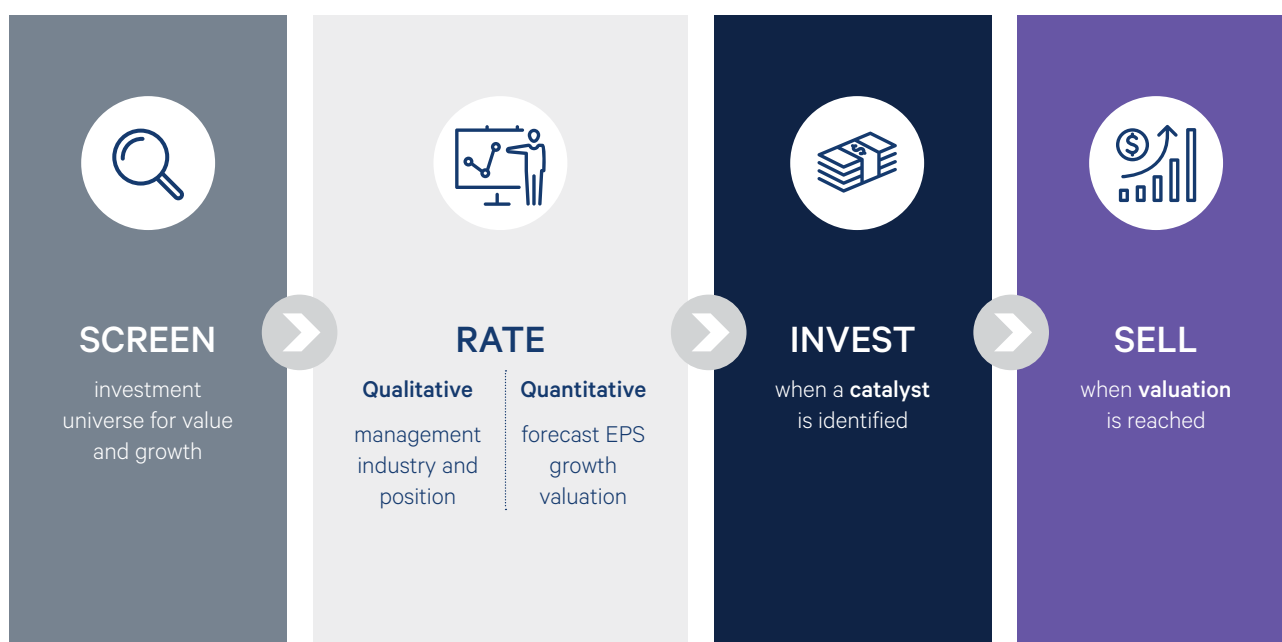 SCREEN
investment
universe for value
and growth
RATE
Qualitative
management
industry and
position
Quantitative
forecast EPS
growth
valuation
INVEST
when a catalyst
is identified
SELL
when valuation
is reached